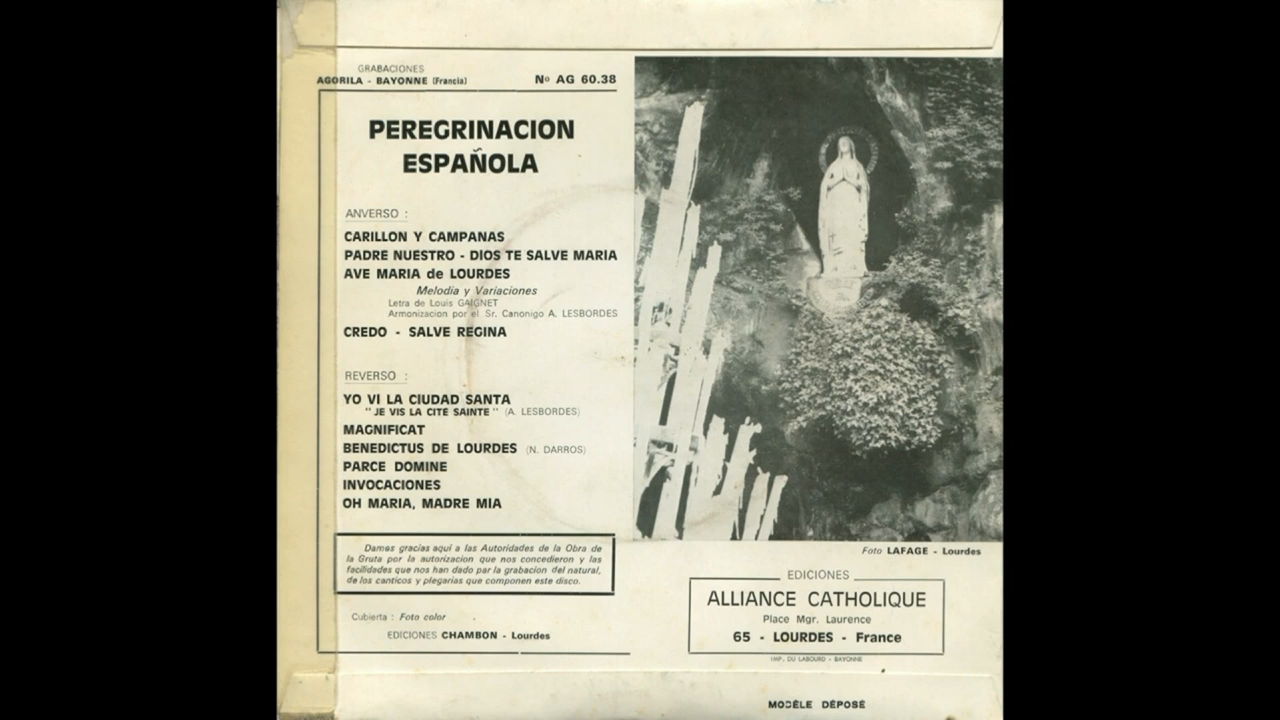 GRABACIONES
AGORILA - BAYONNE (Francia)
Nº AG 60.38
PEREGRINACION
ESPAÑOLA
ANVERSO :
CARILLON Y CAMPANAS
PADRE NUESTRO - DIOS TE SALVE MARIA
AVE MARIA de LOURDES
Melodia y Variaciones
Letra de Louis GAIGNET
Armonizacion por el Sr. Canonigo A. LESBORDES
CREDO - SALVE REGINA
REVERSO :
YO VI LA CIUDAD SANTA
" JE VIS LA CITÉ SAINTE " (A. LESBORDES)
MAGNIFICAT
BENEDICTUS DE LOURDES (N. DARROS)
PARCE DOMINE
INVOCACIONES
OH MARIA, MADRE MIA
Damos gracias aquí a las Autoridades de la Obra de
la Gruta por la autorizacion que nos concedieron y las
facilidades que nos han dado par la grabacion del natural,
de los canticos y plegarias que componen este disco.
Cubierta : Foto color
EDICIONES CHAMBON - Lourdes
Foto LAFAGE - Lourdes
EDICIONES
ALLIANCE CATHOLIQUE
Place Mgr. Laurence
65 - LOURDES - France
IMP. DU LABOURD - BAYONNE
MODÈLE DÉPOSÉ